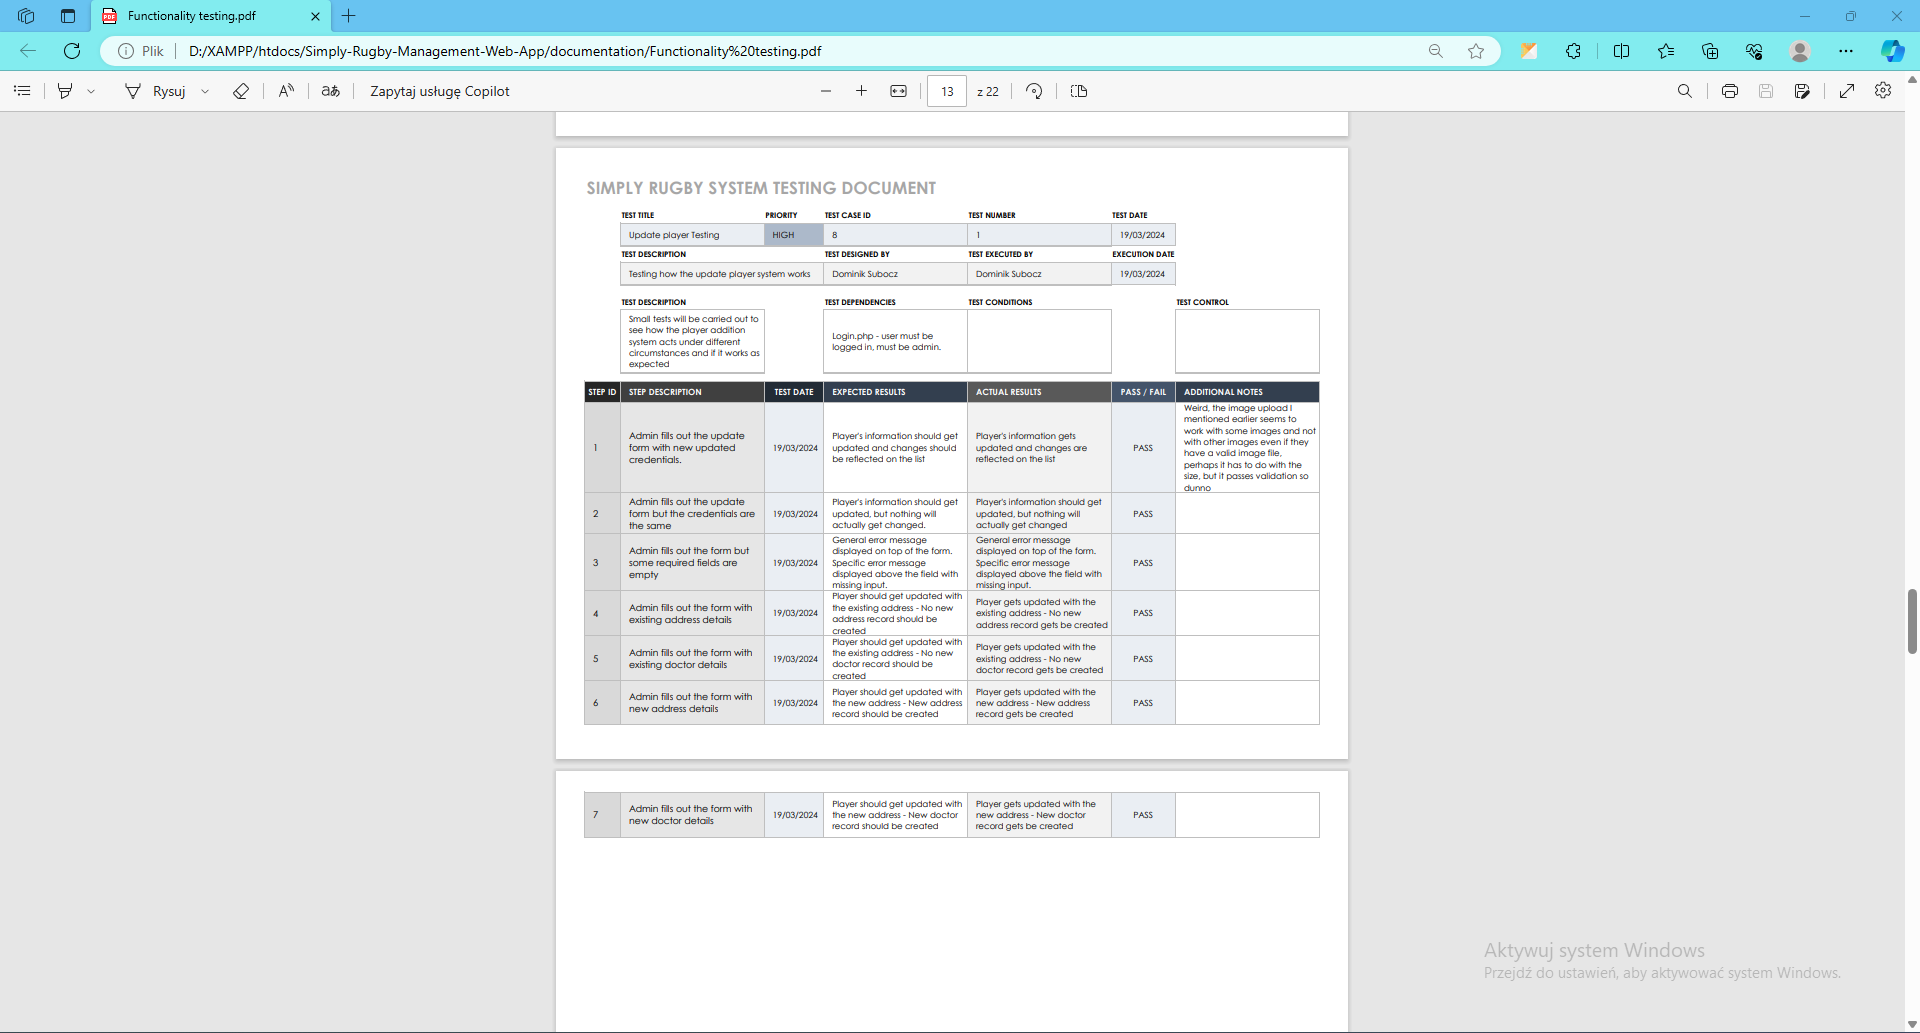 Functionality testing.pdf
Plik
D:/XAMPP/htdocs/Simply-Rugby-Management-Web-App/documentation/Functionality%20testing.pdf
Rysuj
aあ
Zapytaj usługę Copilot
13 z 22
SIMPLY RUGBY SYSTEM TESTING DOCUMENT
TEST TITLE PRIORITY TEST CASE ID TEST NUMBER TEST DATE
Update player Testing HIGH 8 1 19/03/2024
TEST DESCRIPTION TEST DESIGNED BY TEST EXECUTED BY EXECUTION DATE
Testing how the update player system works Dominik Subocz Dominik Subocz 19/03/2024
TEST DESCRIPTION TEST DEPENDENCIES TEST CONDITIONS TEST CONTROL
Small tests will be carried out to
see how the player addition
system acts under different
circumstances and if it works as
expected
Login.php - user must be
logged in, must be admin.
STEP ID STEP DESCRIPTION TEST DATE EXPECTED RESULTS ACTUAL RESULTS PASS / FAIL ADDITIONAL NOTES
1
Admin fills out the update
form with new updated
credentials.
19/03/2024
Player's information should get
updated and changes should
be reflected on the list
Player's information gets
updated and changes are
reflected on the list
PASS
Weird, the image upload I
mentioned earlier seems to
work with some images and not
with other images even if they
have a valid image file,
perhaps it has to do with the
size, but it passes validation so
dunno
2
Admin fills out the update
form but the credentials are
the same
19/03/2024
Player's information should get
updated, but nothing will
actually get changed.
Player's information should get
updated, but nothing will
actually get changed
PASS
3
Admin fills out the form but
some required fields are
empty
19/03/2024
General error message
displayed on top of the form.
Specific error message
displayed above the field with
missing input.
General error message
displayed on top of the form.
Specific error message
displayed above the field with
missing input.
PASS
4
Admin fills out the form with
existing address details
19/03/2024
Player should get updated with
the existing address - No new
address record should be
created
Player gets updated with the
existing address - No new
address record gets be created
PASS
5
Admin fills out the form with
existing doctor details
19/03/2024
Player should get updated with
the existing address - No new
doctor record should be
created
Player gets updated with the
existing address - No new
doctor record gets be created
PASS
6
Admin fills out the form with
new address details
19/03/2024
Player should get updated with
the new address - New address
record should be created
Player gets updated with the
new address - New address
record gets be created
PASS
7
Admin fills out the form with
new doctor details
19/03/2024
Player should get updated with
the new address - New doctor
record should be created
Player gets updated with the
new address - New doctor
record gets be created
PASS
Aktywuj system Windows
Przejdź do ustawień, aby aktywować system Windows.